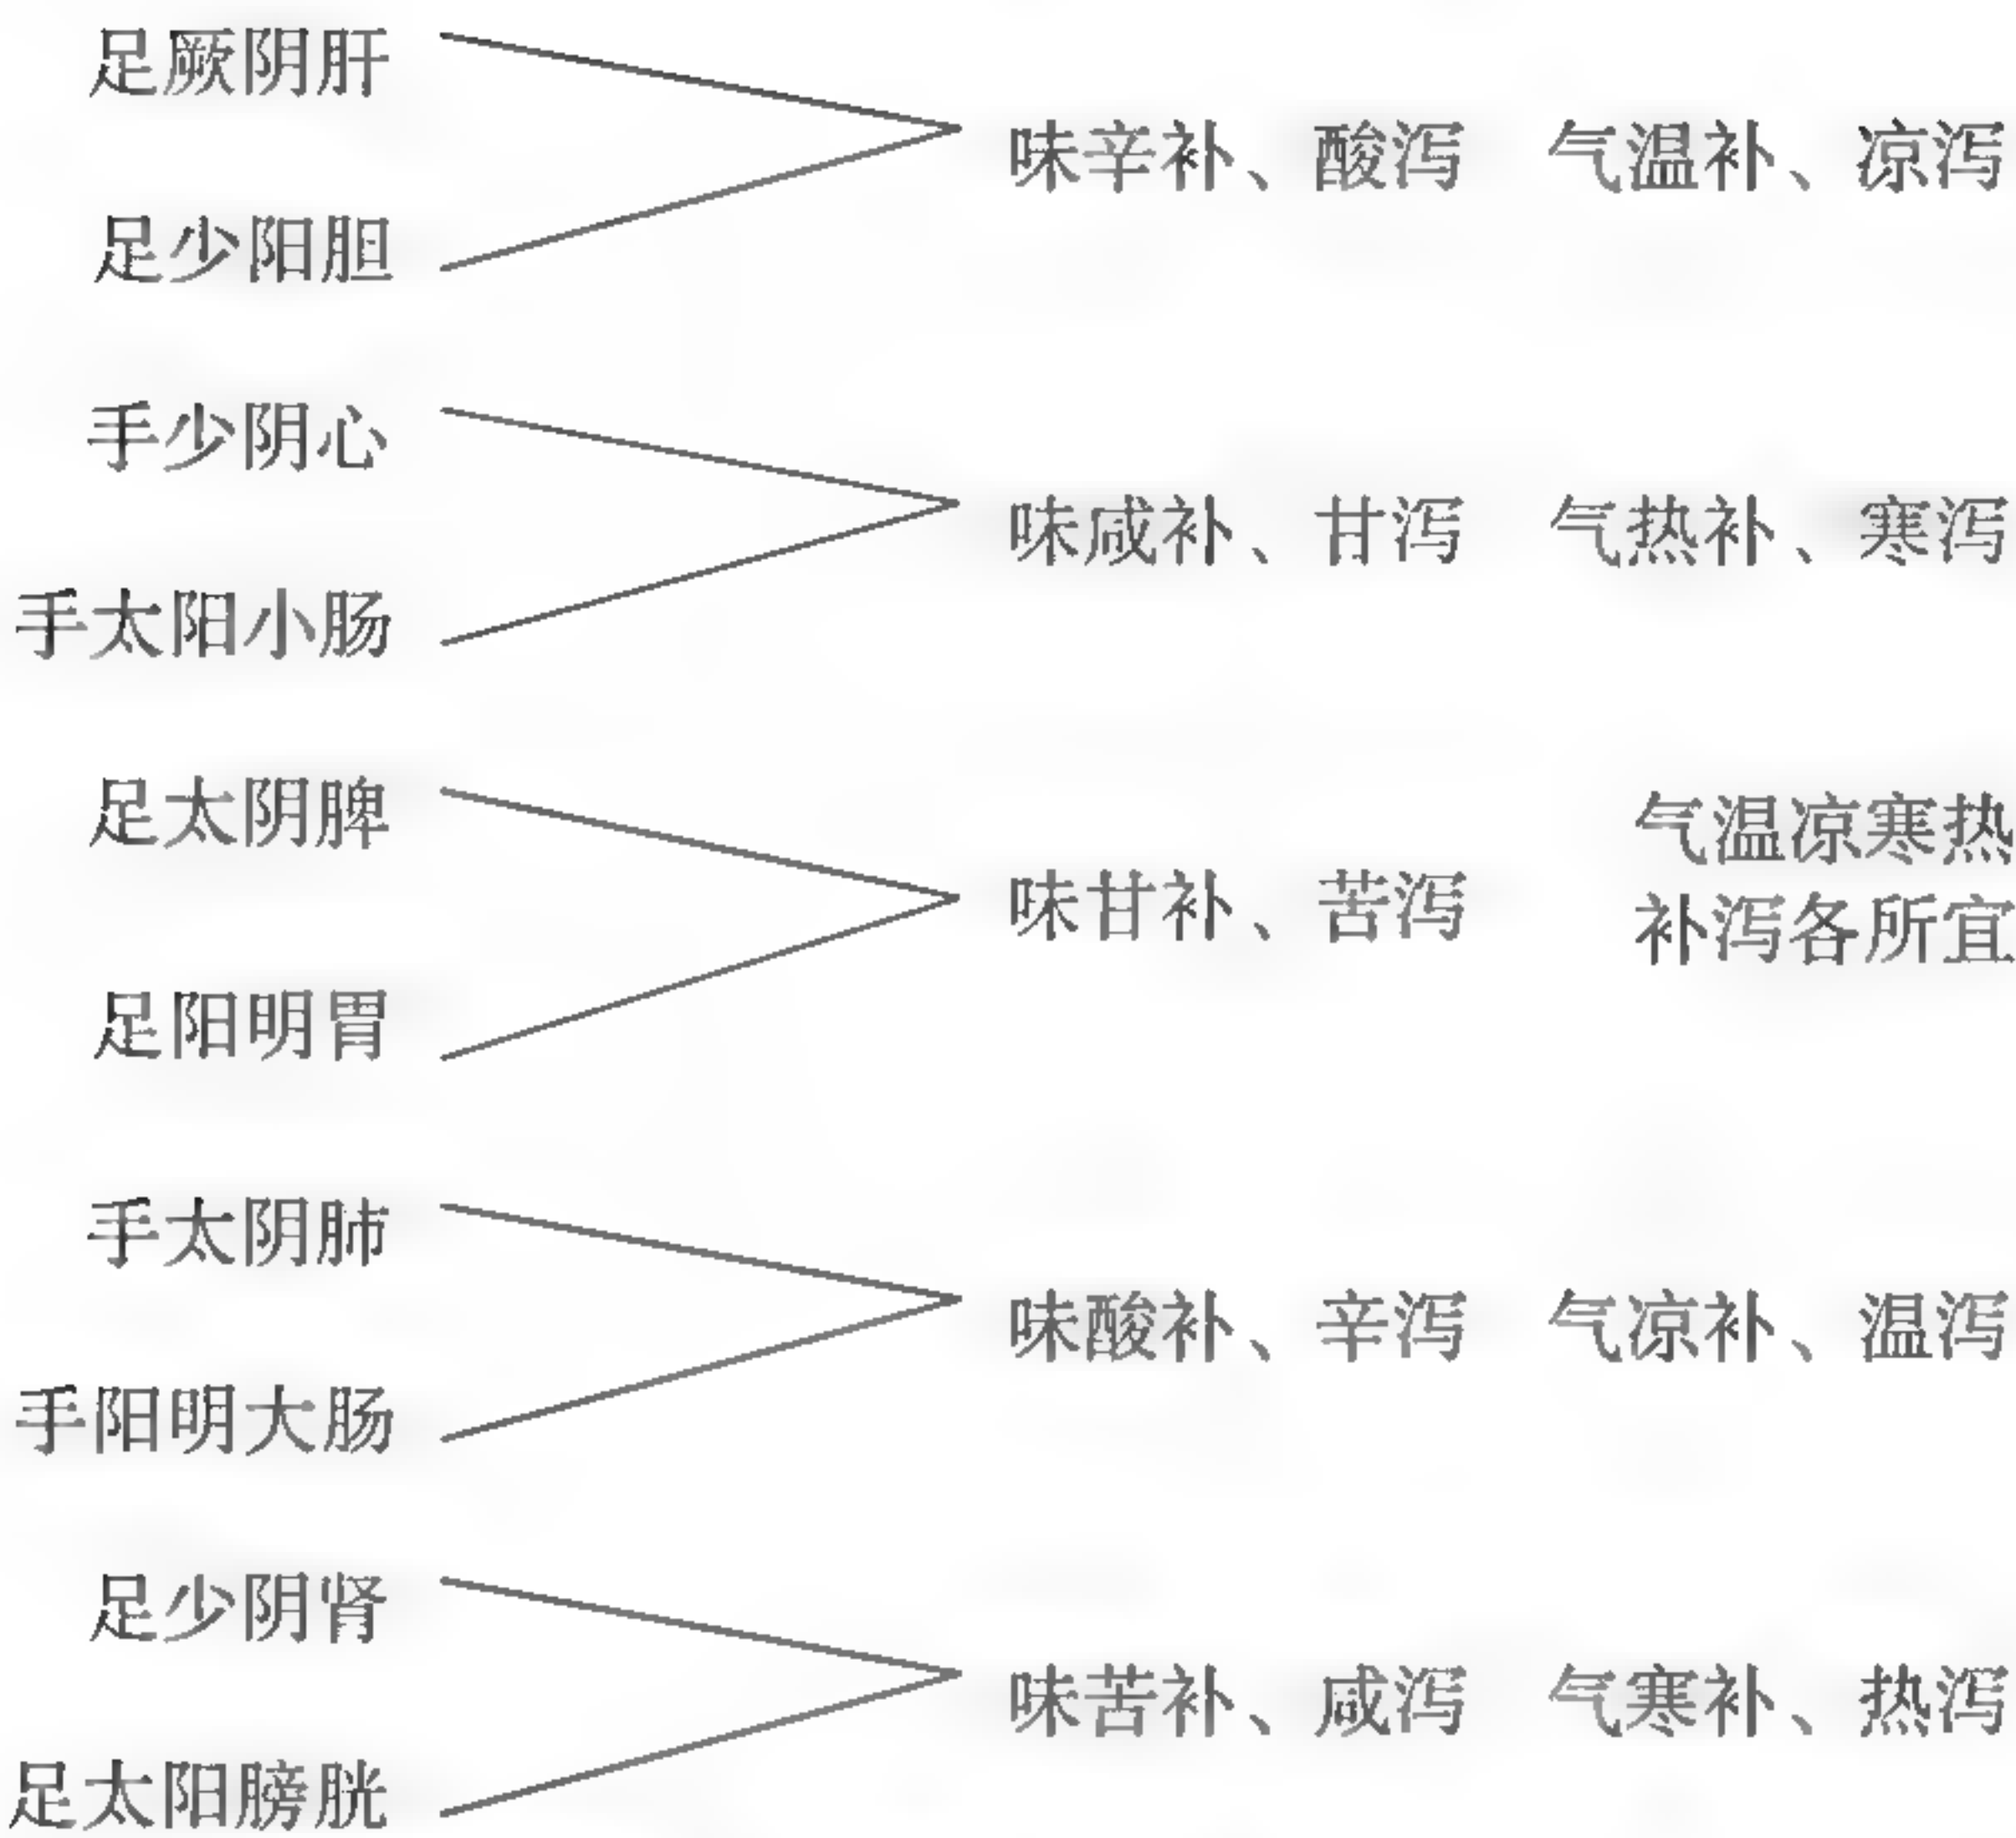 足厥阴肝
味辛补、酸泻 气温补、凉泻
足少阳胆
手少阴心
味咸补、甘泻 气热补、寒泻
手太阳小肠
足太阴脾
味甘补、苦泻 气温凉寒热
补泻各所宜
足阳明胃
手太阴肺
味酸补、辛泻 气凉补、温泻
手阳明大肠
足少阴肾
味苦补、咸泻 气寒补、热泻
足太阳膀胱